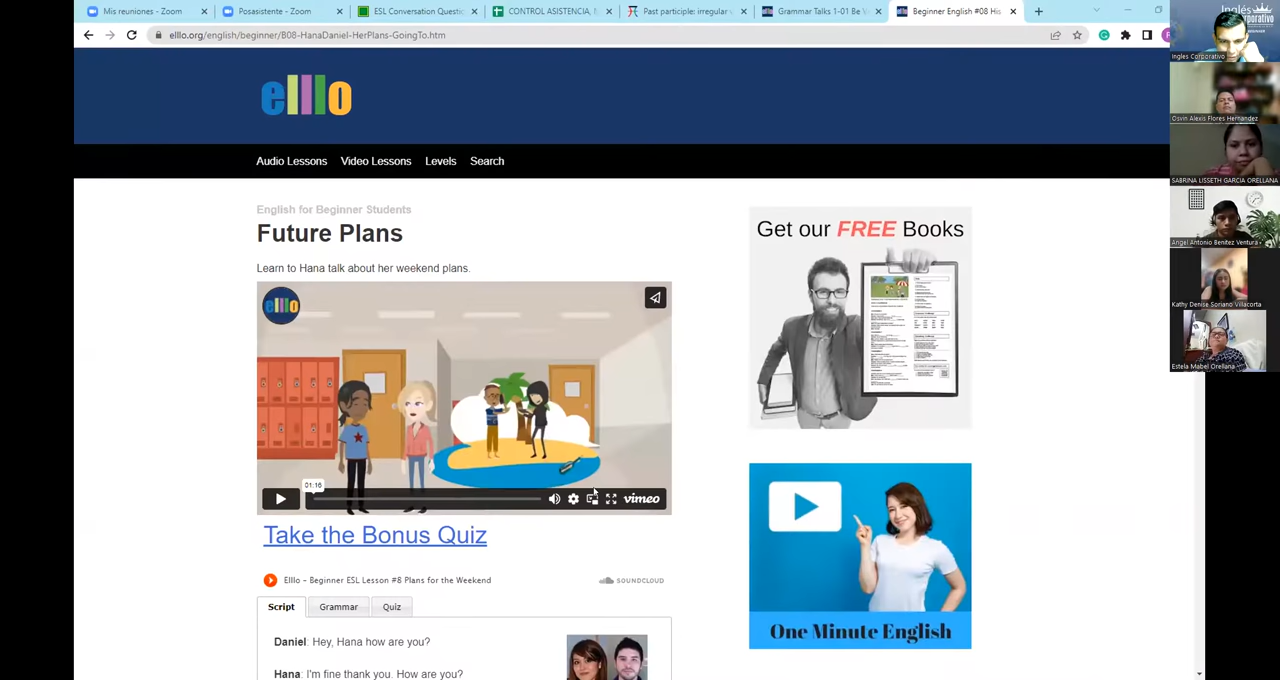 Mis reuniones - Zoom
Posasistente - Zoom
ESL Conversation Questi
CONTROL ASISTENCIA, I
Past participle: irregular v
Grammar Talks 1-01 Be V
Beginner English #08 His
elllo.org/english/beginner/B08-HanaDaniel-HerPlans-GoingTo.htm
elllo
Audio Lessons Video Lessons Levels Search
English for Beginner Students
Future Plans
Learn to Hana talk about her weekend plans.
elllo
01:16
vimeo
Take the Bonus Quiz
Elllo - Beginner ESL Lesson #8 Plans for the Weekend
SOUNDCLOUD
Script Grammar Quiz
Daniel: Hey, Hana how are you?
Hana: I'm fine thank you. How are you?
Get our FREE Books
One Minute English
Inglés
Ingles Corporativo
Osvin Alexis Flores Hernandez
SABRINA LISSETH GARCIA ORELLANA
Angel Antonio Benitez Ventura
Kathy Denise Soriano Villacorta
Estela Mabel Orellana